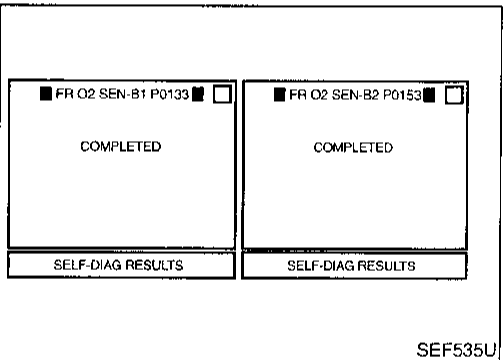 FR O2 SEN-B1 P0133
COMPLETED
SELF-DIAG RESULTS
FR O2 SEN-B2 P0153
COMPLETED
SELF-DIAG RESULTS
SEF535U